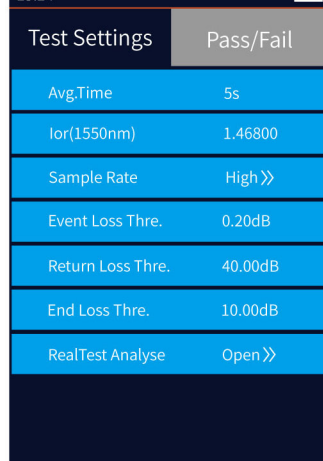 Test Settings Pass/Fail
Avg.Time 5s
Ior(1550nm) 1.46800
Sample Rate High》
Event Loss Thre. 0.20dB
Return Loss Thre. 40.00dB
End Loss Thre. 10.00dB
RealTest Analyse Open》